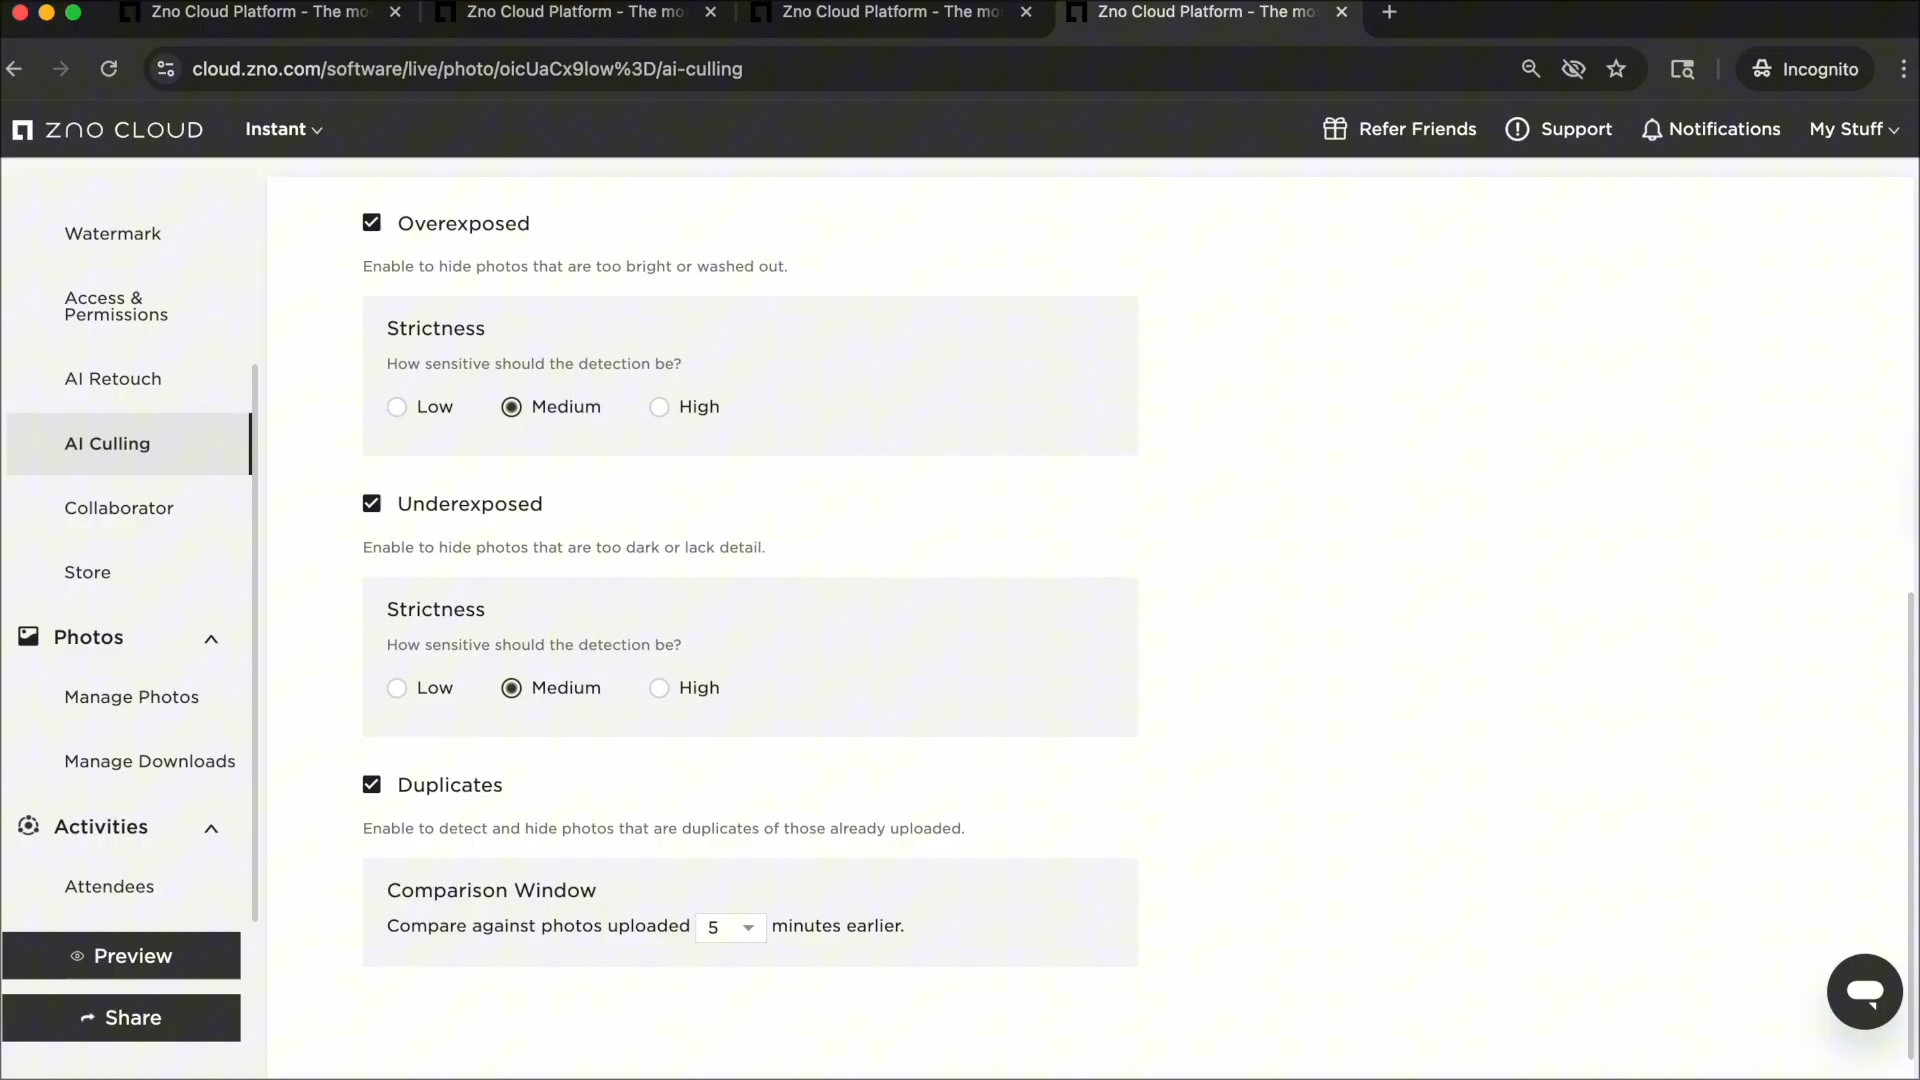 Zno Cloud Platform - The mo
Zno Cloud Platform - The mo
Zno Cloud Platform - The mo
Zno Cloud Platform - The mo
cloud.zno.com/software/live/photo/oicUaCx9low%3D/ai-culling
Incognito
ZNO CLOUD
Instant
Refer Friends
Support
Notifications
My Stuff
Watermark
Access &
Permissions
AI Retouch
AI Culling
Collaborator
Store
Photos
Manage Photos
Manage Downloads
Activities
Attendees
Preview
Share
Overexposed
Enable to hide photos that are too bright or washed out.
Strictness
How sensitive should the detection be?
Low Medium High
Underexposed
Enable to hide photos that are too dark or lack detail.
Strictness
How sensitive should the detection be?
Low Medium High
Duplicates
Enable to detect and hide photos that are duplicates of those already uploaded.
Comparison Window
Compare against photos uploaded 5 minutes earlier.